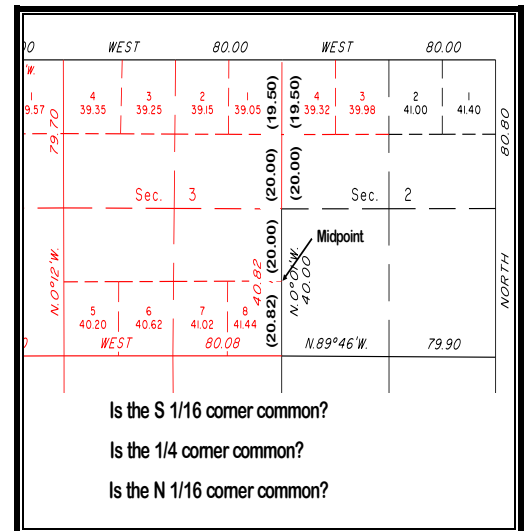 00 WEST 80.00 WEST 80.00
'W.
4 3 2 1 4 3 2 1
9.57 39.35 39.25 39.15 39.05 (19.50) (19.50) 39.32 39.98 41.00 41.40
79.70
80.80
(20.00) (20.00)
Sec. 3 Sec. 2
(20.00) Midpoint
N.0°12'W. 40.82 N.0°01'W. 40.00 NORTH
5 6 7 8
40.20 40.62 41.02 41.44 (20.82)
0 WEST 80.08 N.89°46'W. 79.90
Is the S 1/16 corner common?
Is the 1/4 corner common?
Is the N 1/16 corner common?